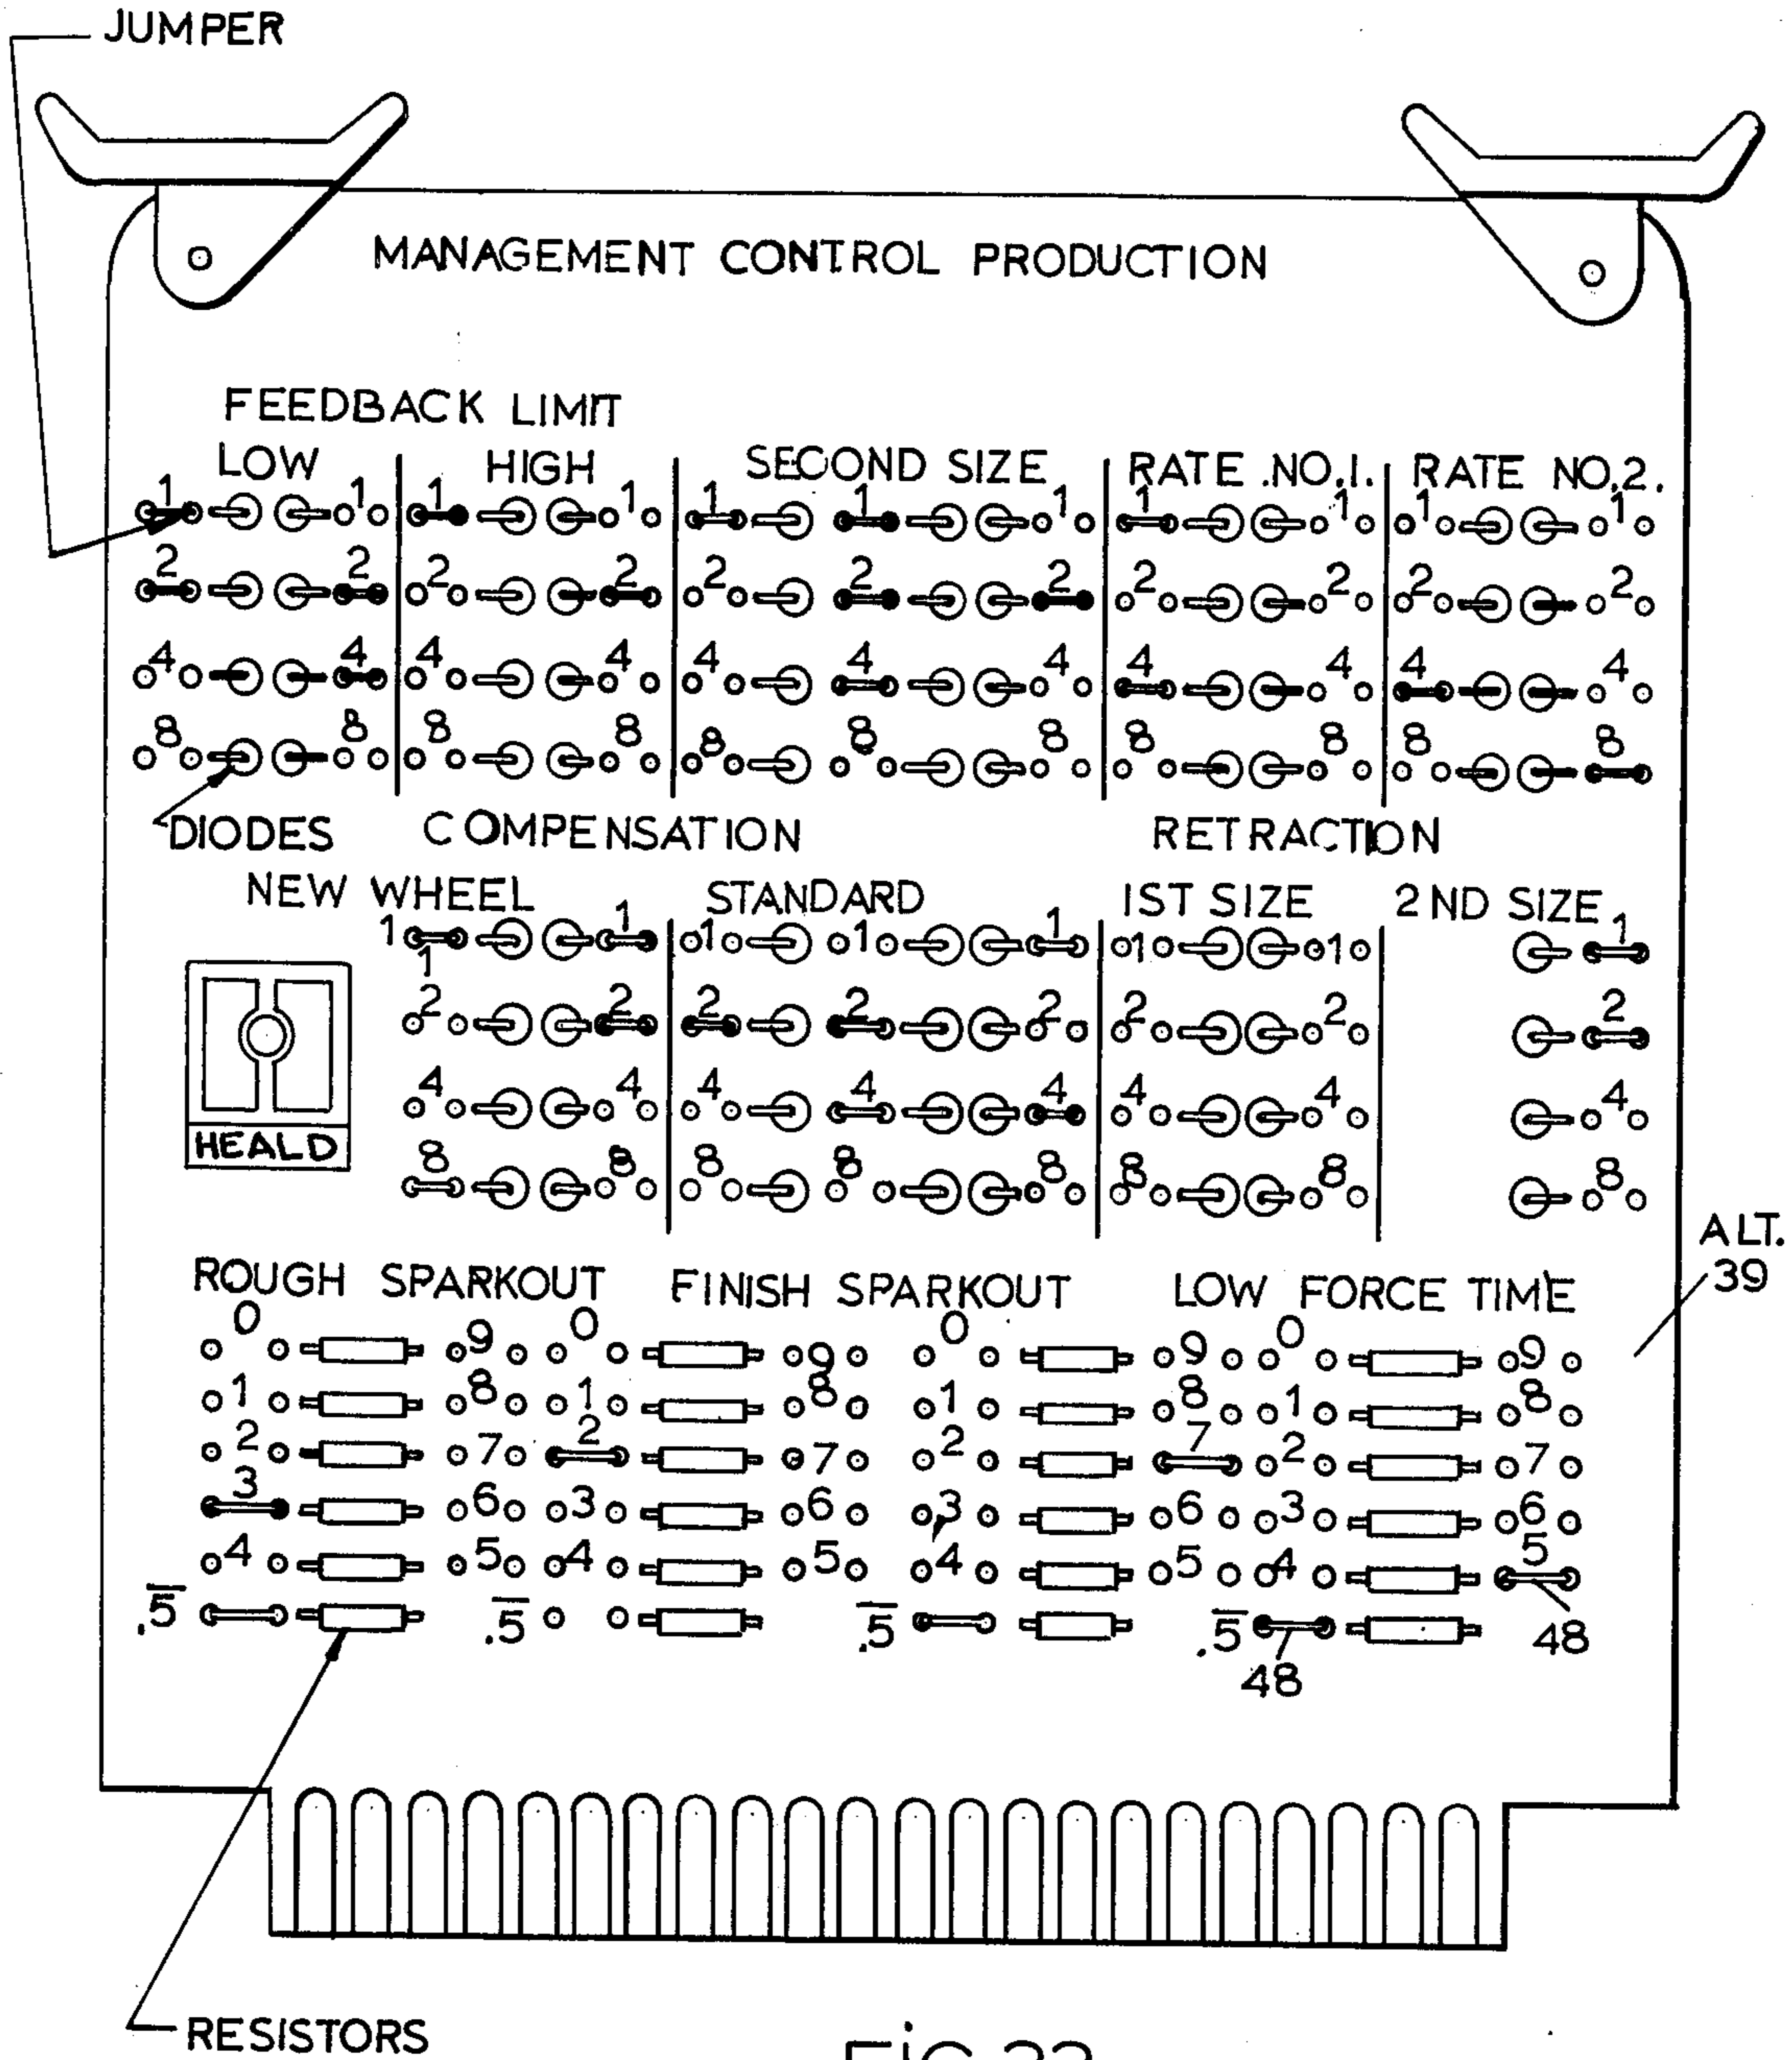 JUMPER
MANAGEMENT CONTROL PRODUCTION
FEEDBACK LIMIT
LOW HIGH SECOND SIZE RATE NO.1. RATE NO.2.
1 1 1 1 1 1 1 1 1 1 1
2 2 2 2 2 2 2 2 2 2 2
4 4 4 4 4 4 4 4 4 4 4
8 8 8 8 8 8 8 8 8 8 8
DIODES COMPENSATION RETRACTION
NEW WHEEL STANDARD 1ST SIZE 2ND SIZE
1 1 1 1 1 1 1 1
1
2 2 2 2 2 2 2 2
4 4 4 4 4 4 4 4
HEALD
8 8 8 8 8 8 8 8
ALT.
39
ROUGH SPARKOUT FINISH SPARKOUT LOW FORCE TIME
0 9 0 9 0 9 0 9
1 8 1 8 1 8 1 8
2 7 2 7 2 7 2 7
3 6 3 6 3 6 3 6
4 5 4 5 4 5 4 5
.5 .5 .5 .5 48
48
RESISTORS